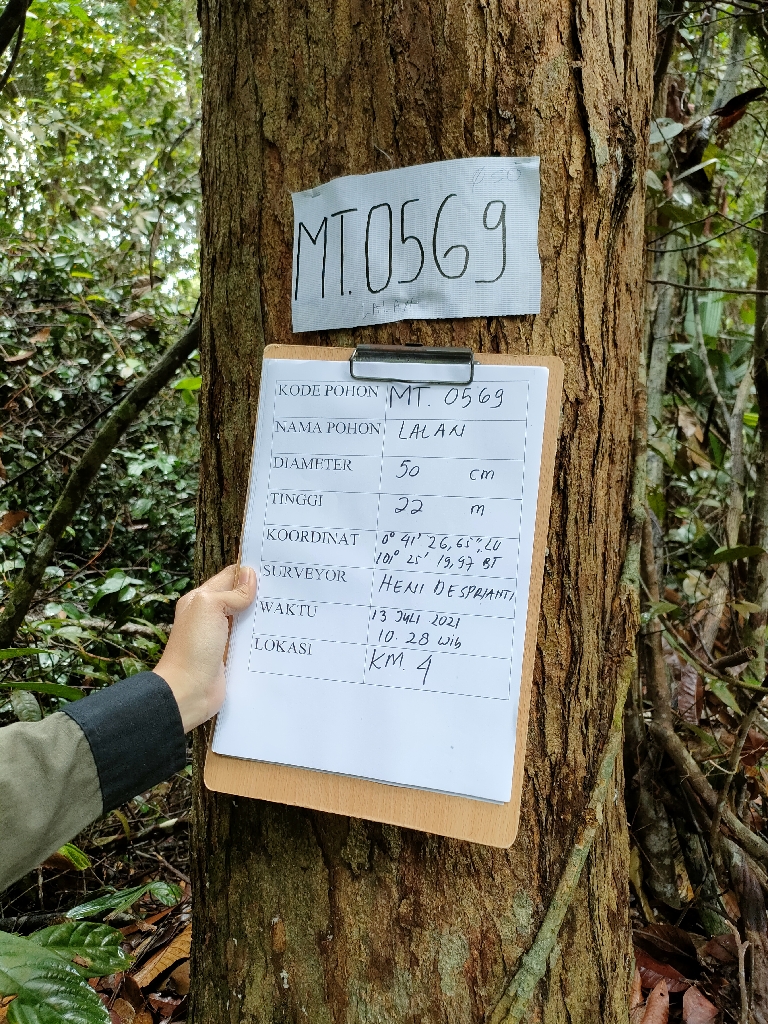 MT.0569
KODE POHON MT. 0569
NAMA POHON LALAN
DIAMETER 50 cm
TINGGI 22 m
KOORDINAT 0° 41' 26,65" LU
101° 25' 19,97 BT
SURVEYOR HENI DESPRIANTI
WAKTU 13 JULI 2021
10.28 WIB
LOKASI KM. 4